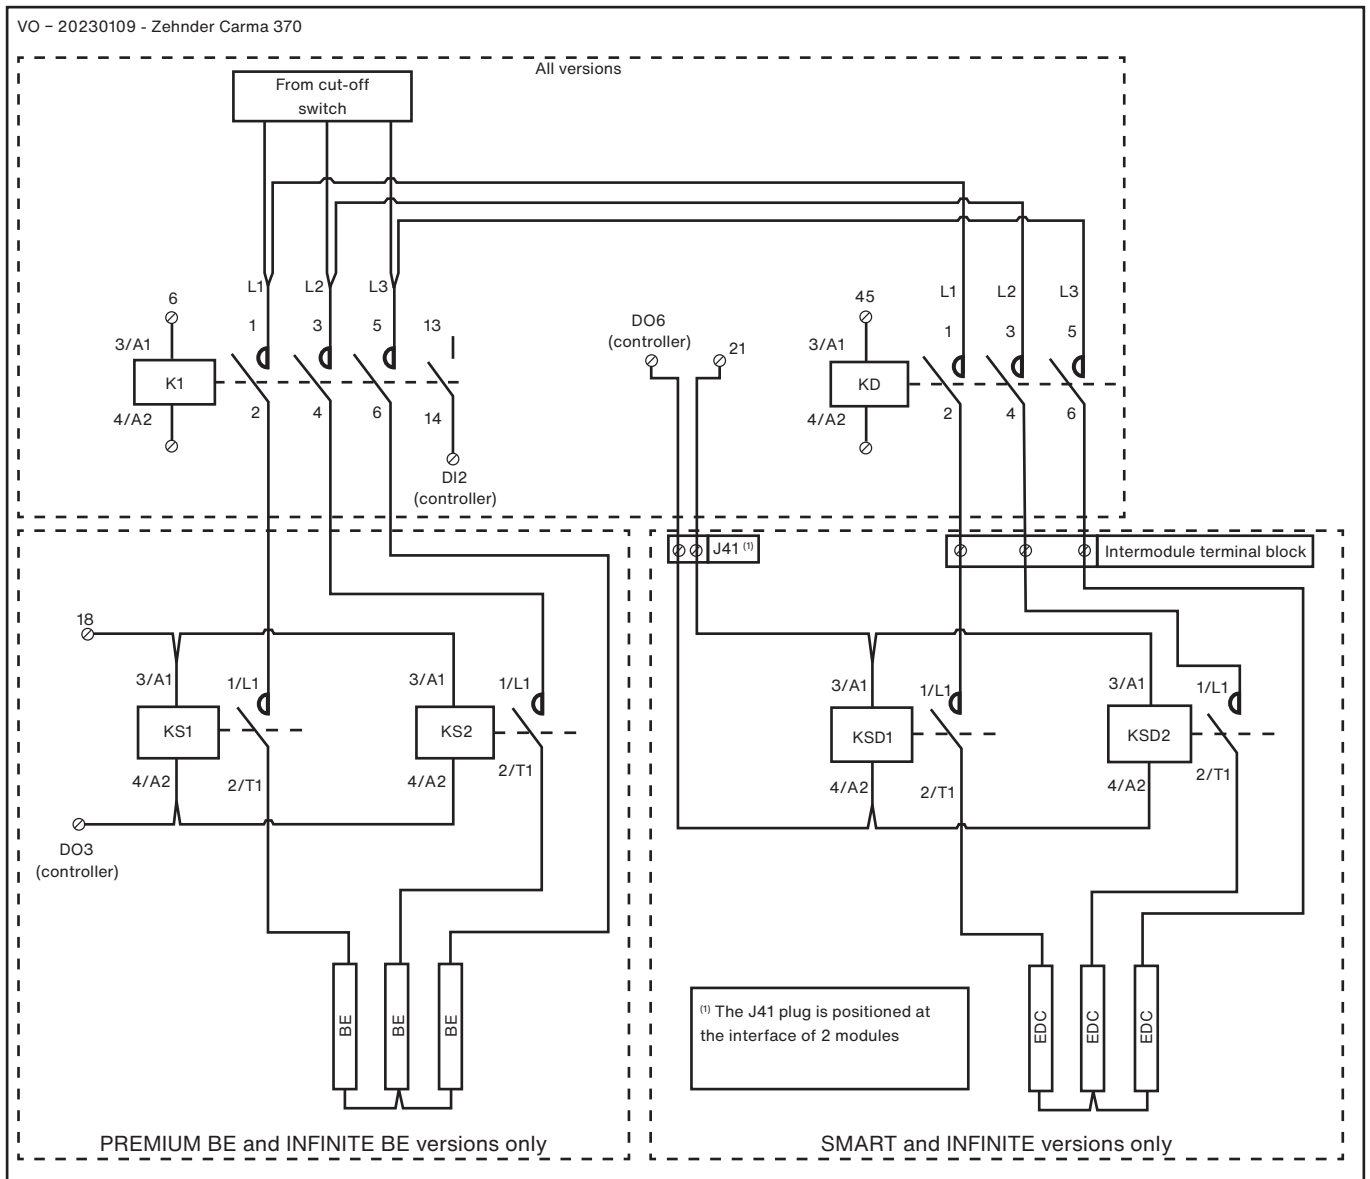 VO – 20230109 - Zehnder Carma 370
All versions
From cut-off
switch
L1
L2
L3
6
1
3
5
13
3/A1
K1
4/A2
2
4
6
14
DI2
(controller)
DO6
(controller)
21
45
L1
L2
L3
1
3
5
3/A1
KD
4/A2
2
4
6
J41 (1)
Intermodule terminal block
18
3/A1
1/L1
3/A1
1/L1
KS1
KS2
4/A2
2/T1
4/A2
2/T1
DO3
(controller)
BE
BE
BE
PREMIUM BE and INFINITE BE versions only
3/A1
1/L1
3/A1
1/L1
KSD1
KSD2
4/A2
2/T1
4/A2
2/T1
(1) The J41 plug is positioned at
the interface of 2 modules
EDC
EDC
EDC
SMART and INFINITE versions only